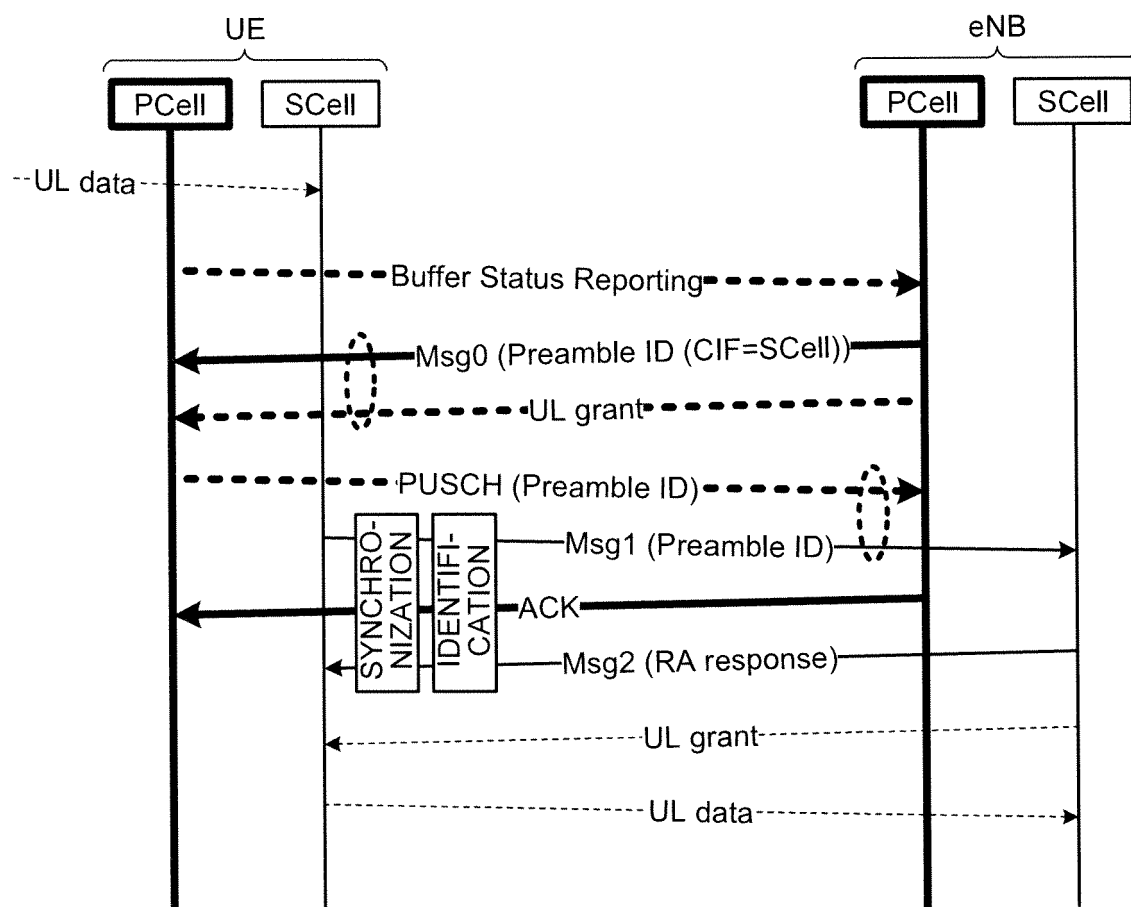 UE
eNB
PCell
SCell
PCell
SCell
UL data
Buffer Status Reporting
Msg0 (Preamble ID (CIF=SCell))
UL grant
PUSCH (Preamble ID)
SYNCHRO-
NIZATION
IDENTIFI-
CATION
Msg1 (Preamble ID)
ACK
Msg2 (RA response)
UL grant
UL data